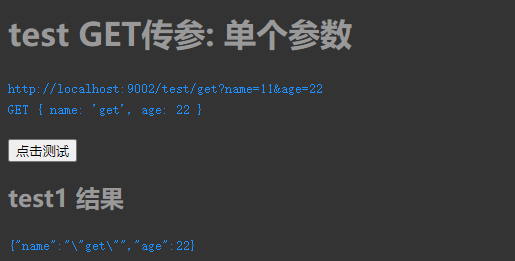 test GET传参: 单个参数
http://localhost:9002/test/get?name=11&age=22
GET { name: 'get', age: 22 }
点击测试
test1 结果
{"name":"\"get\"","age":22}